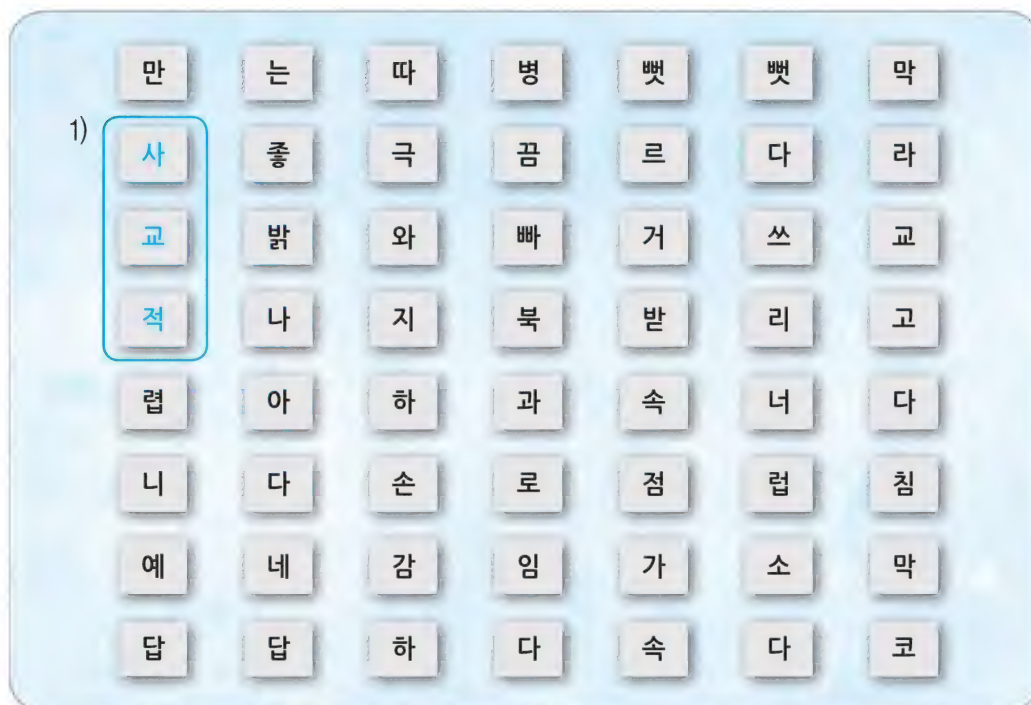 만 는 따 병 뻣 뻣 막
1) 사 좋 극 끔 르 다 라
교 밝 와 빠 거 쓰 교
적 나 지 북 받 리 고
렵 아 하 과 속 너 다
니 다 손 로 점 럽 침
예 네 감 임 가 소 막
답 답 하 다 속 다 코